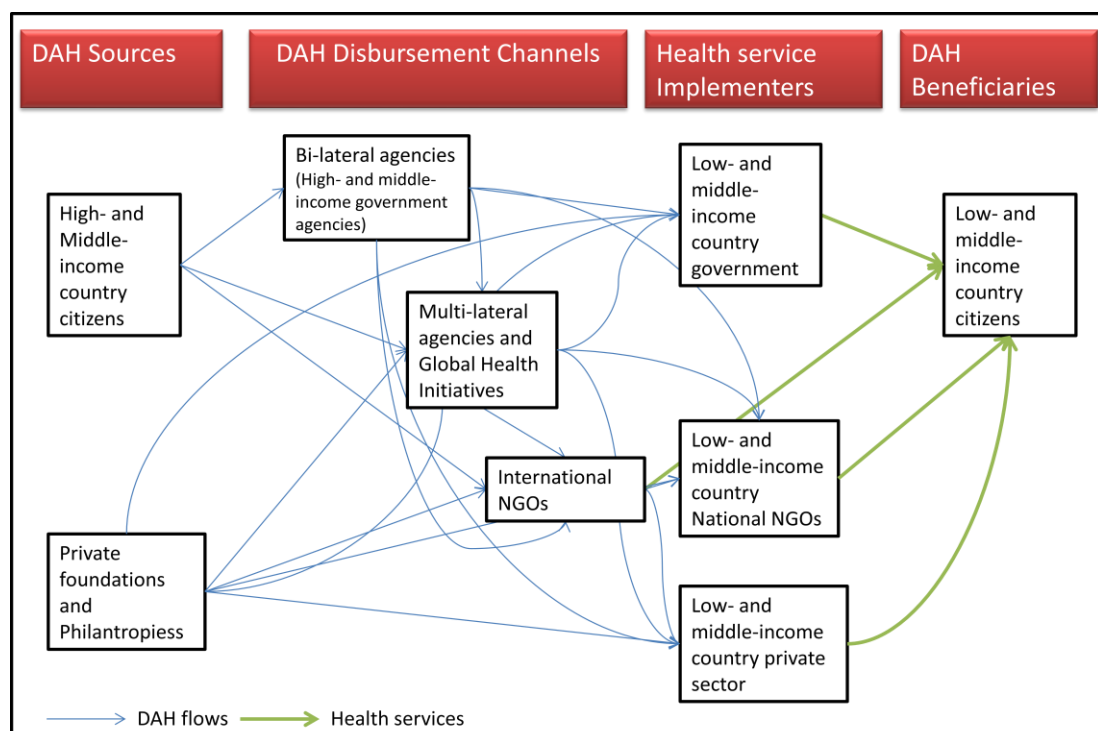 DAH Sources
DAH Disbursement Channels
Health service
Implementers
DAH
Beneficiaries
Bi-lateral agencies
(High- and middle-
income government
agencies)
Low- and
middle-
income
country
government
High- and
Middle-
income
country
citizens
Low- and
middle-
income
country
citizens
Multi-lateral
agencies and
Global Health
Initiatives
Low- and
middle-income
country
National NGOs
International
NGOs
Private
foundations
and
Philantropiess
Low- and
middle-income
country private
sector
DAH flows
Health services